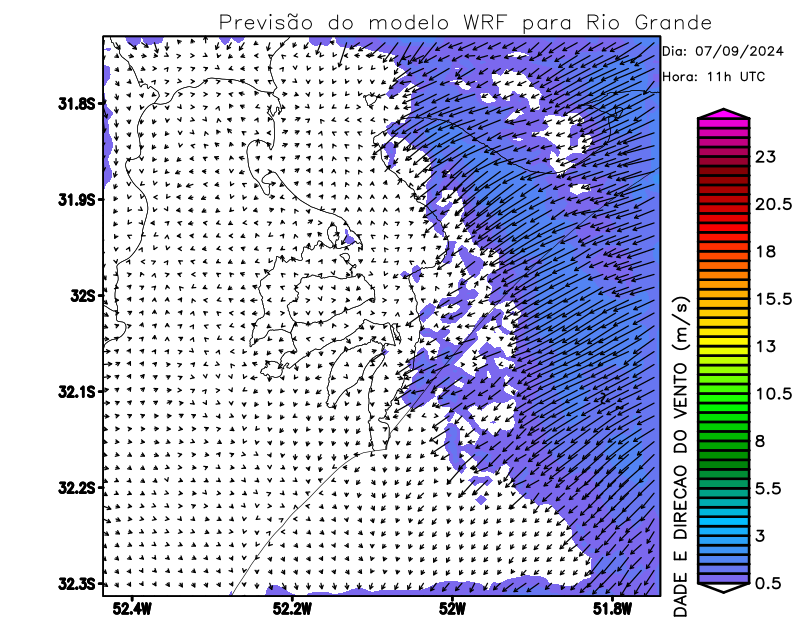 Previsão do modelo WRF para Rio Grande
Dia: 07/09/2024
Hora: 11h UTC
31.8S
31.9S
32S
32.1S
32.2S
32.3S
52.4W
52.2W
52W
51.8W
DADE E DIRECAO DO VENTO (m/s)
23
20.5
18
15.5
13
10.5
8
5.5
3
0.5